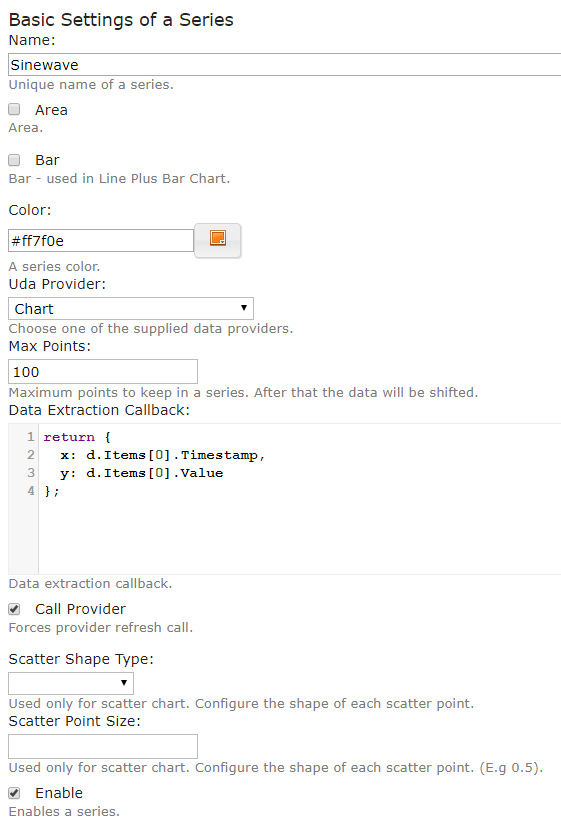 Basic Settings of a Series
Name:
Sinewave
Unique name of a series.
Area
Area.
Bar
Bar - used in Line Plus Bar Chart.
Color:
#ff7f0e
A series color.
Uda Provider:
Chart
Choose one of the supplied data providers.
Max Points:
100
Maximum points to keep in a series. After that the data will be shifted.
Data Extraction Callback:
1 return {
2   x: d.Items[0].Timestamp,
3   y: d.Items[0].Value
4 };
Data extraction callback.
Call Provider
Forces provider refresh call.
Scatter Shape Type:
Used only for scatter chart. Configure the shape of each scatter point.
Scatter Point Size:
Used only for scatter chart. Configure the shape of each scatter point. (E.g 0.5).
Enable
Enables a series.